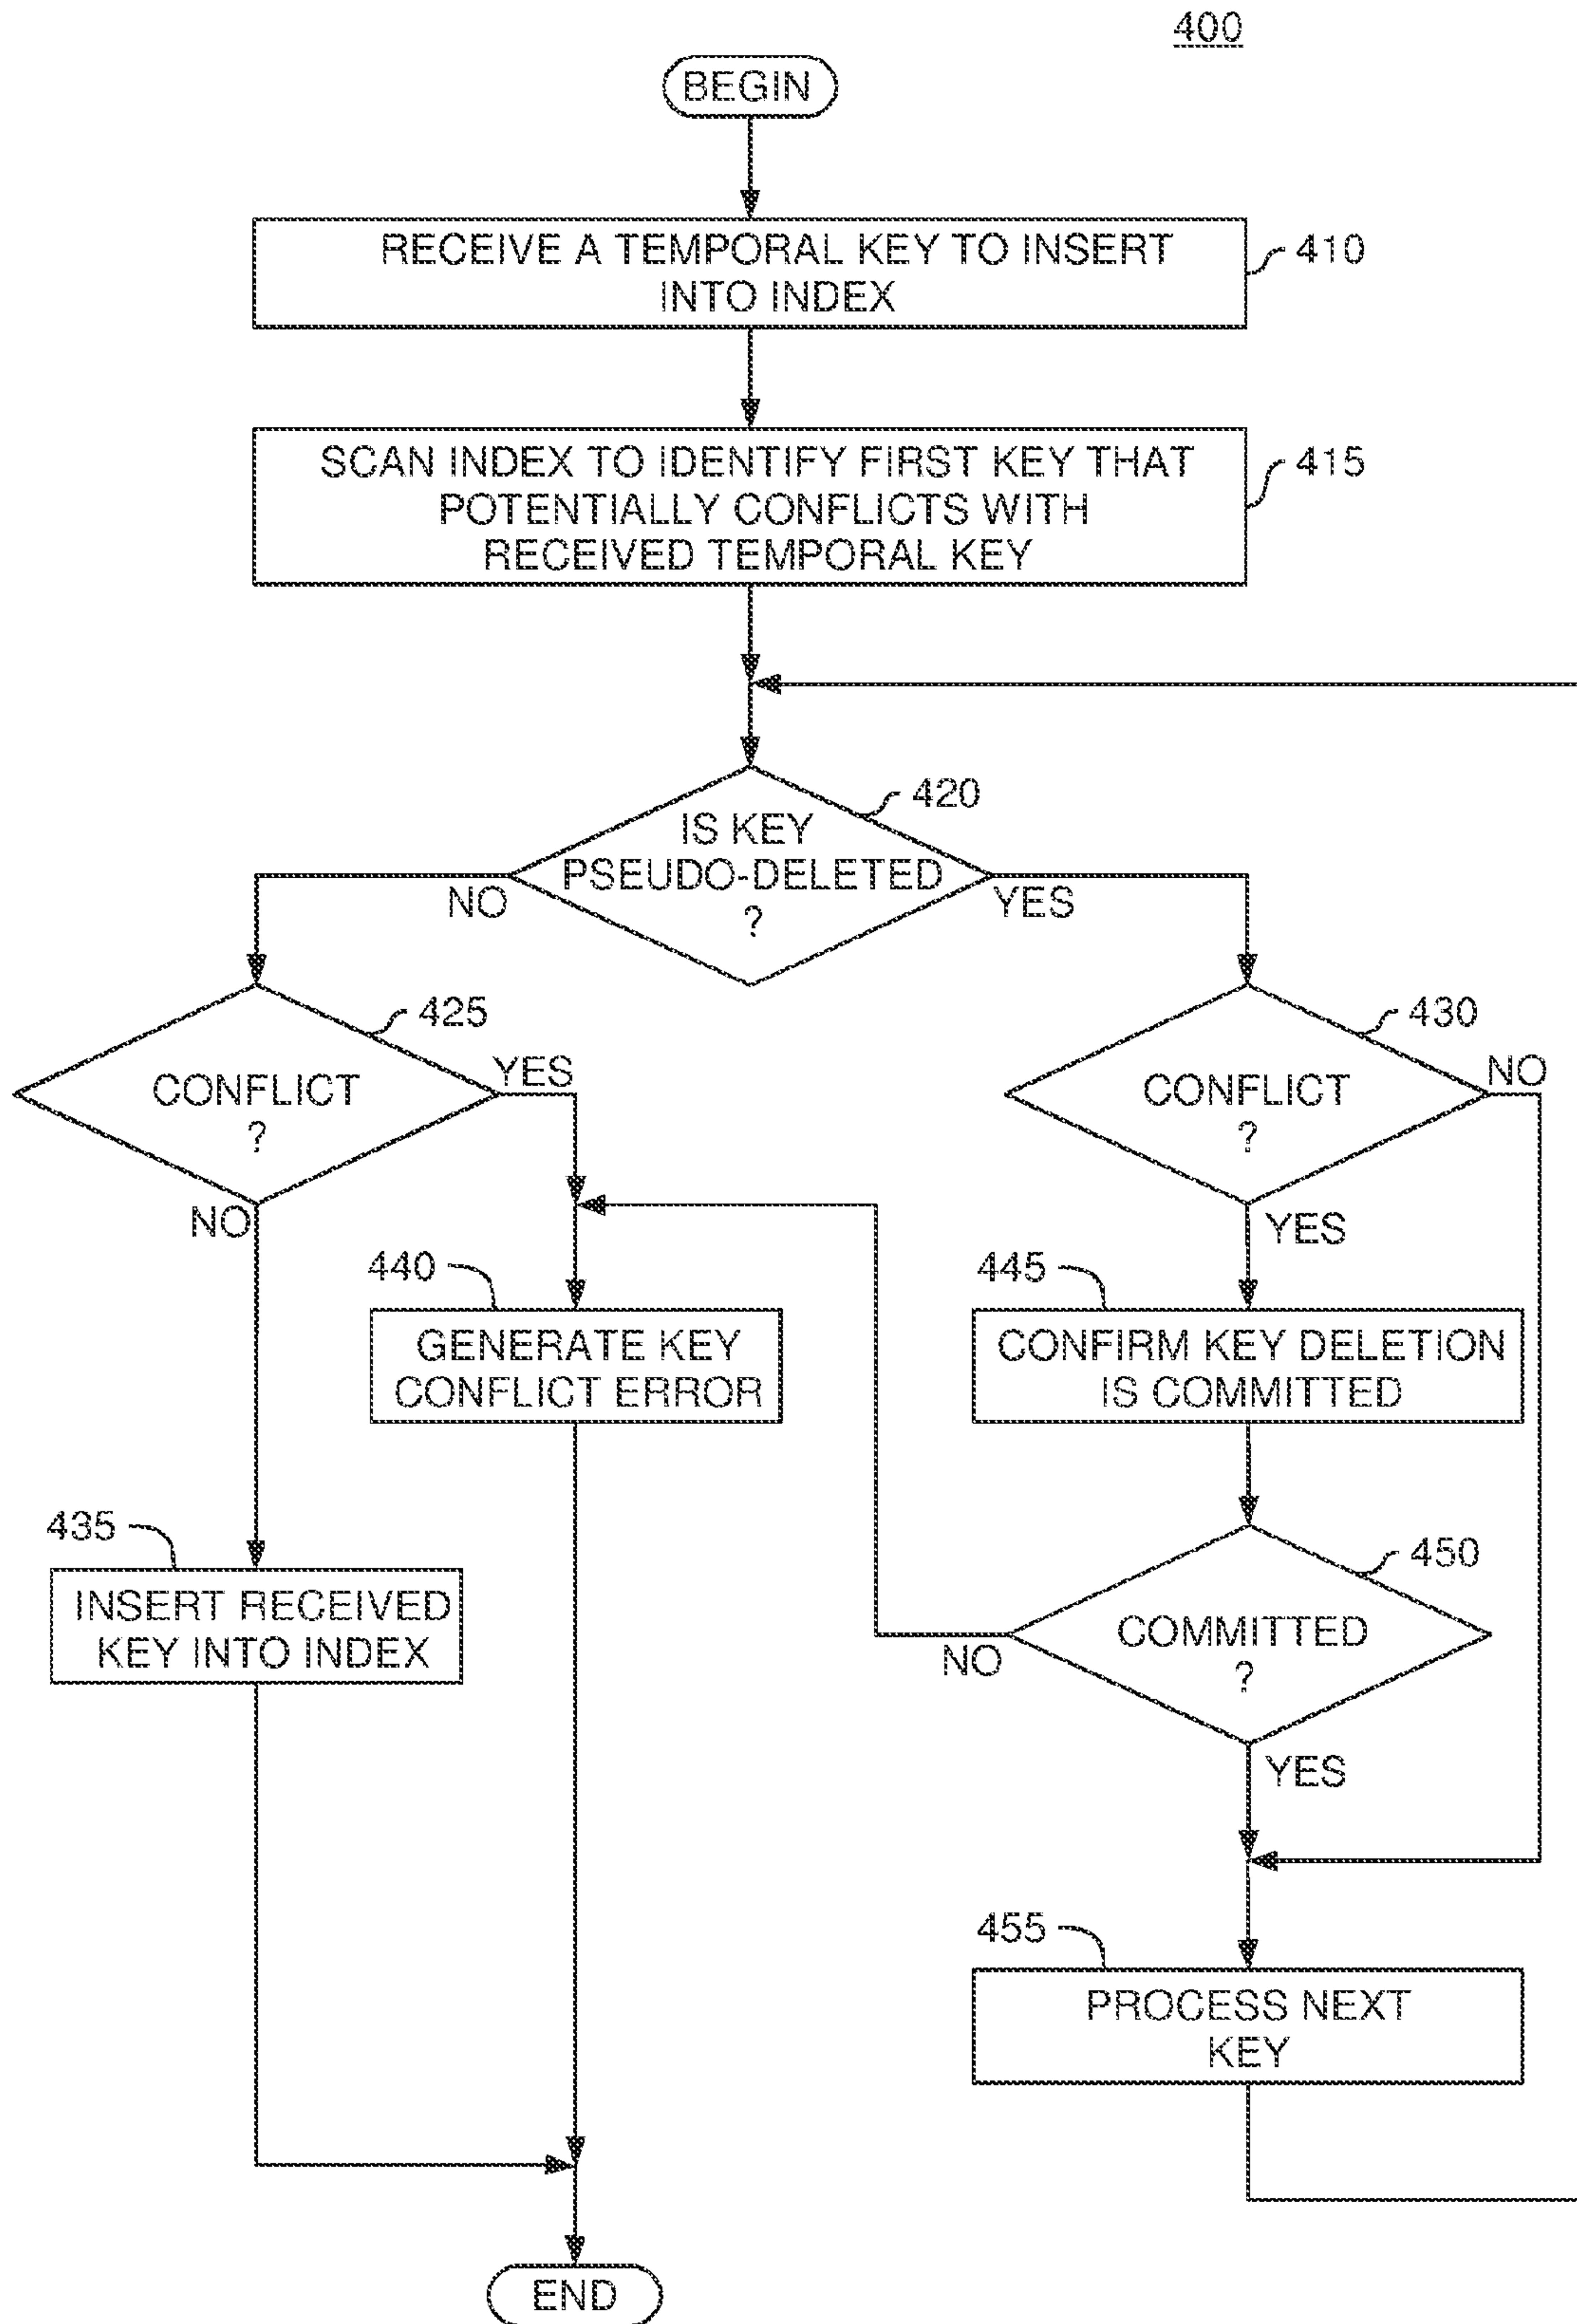 400
BEGIN
RECEIVE A TEMPORAL KEY TO INSERT
INTO INDEX
410
SCAN INDEX TO IDENTIFY FIRST KEY THAT
POTENTIALLY CONFLICTS WITH
RECEIVED TEMPORAL KEY
415
420
IS KEY
PSEUDO-DELETED
?
NO
YES
425
CONFLICT
?
YES
NO
430
CONFLICT
?
NO
YES
440
GENERATE KEY
CONFLICT ERROR
445
CONFIRM KEY DELETION
IS COMMITTED
435
INSERT RECEIVED
KEY INTO INDEX
450
COMMITTED
?
NO
YES
455
PROCESS NEXT
KEY
END